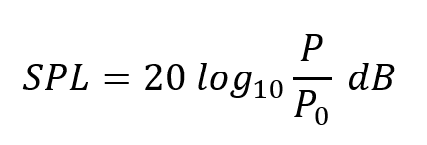 SPL = 20 log₁₀ P/P₀ dB